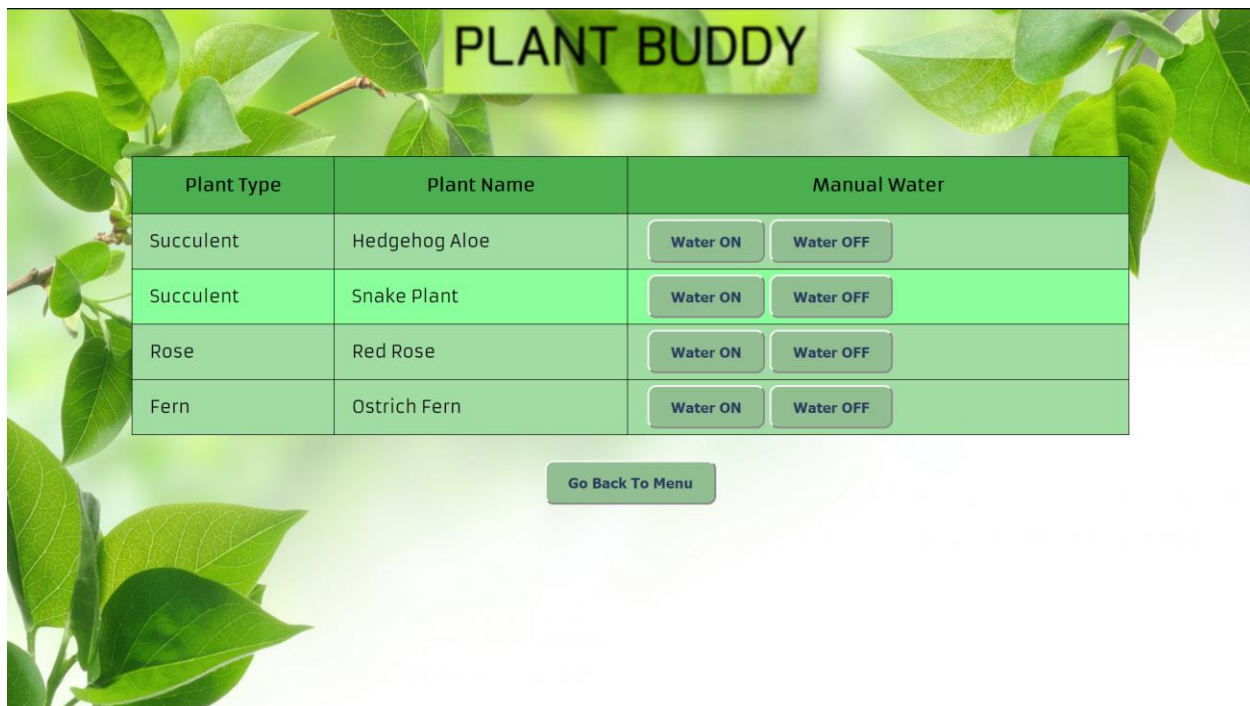 PLANT BUDDY
Plant Type Plant Name Manual Water
Succulent Hedgehog Aloe Water ON Water OFF
Succulent Snake Plant Water ON Water OFF
Rose Red Rose Water ON Water OFF
Fern Ostrich Fern Water ON Water OFF
Go Back To Menu